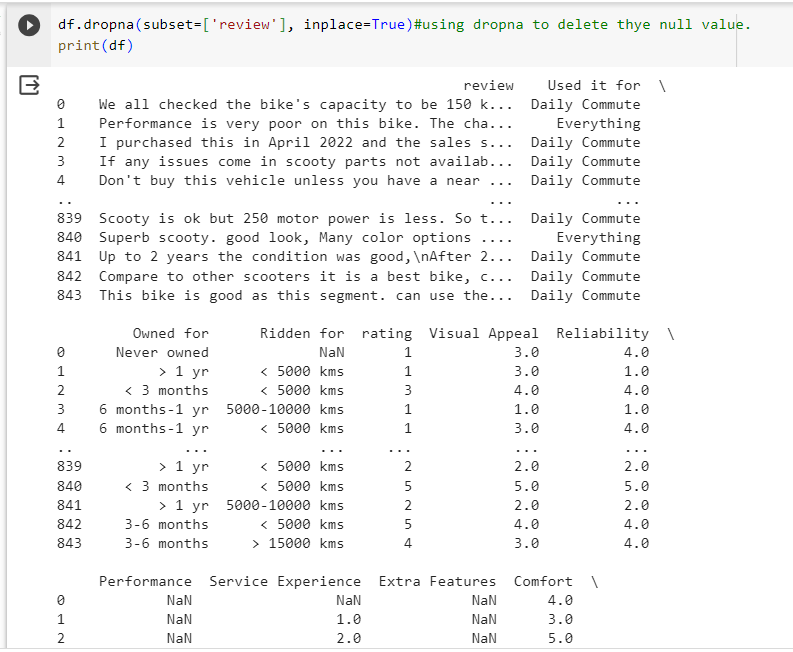 df.dropna(subset=['review'], inplace=True)#using dropna to delete thye null value.
print(df)
review Used it for \
0 We all checked the bike's capacity to be 150 k... Daily Commute
1 Performance is very poor on this bike. The cha... Everything
2 I purchased this in April 2022 and the sales s... Daily Commute
3 If any issues come in scooty parts not availab... Daily Commute
4 Don't buy this vehicle unless you have a near ... Daily Commute
.. ... ...
839 Scooty is ok but 250 motor power is less. So t... Daily Commute
840 Superb scooty. good look, Many color options .... Everything
841 Up to 2 years the condition was good,\nAfter 2... Daily Commute
842 Compare to other scooters it is a best bike, c... Daily Commute
843 This bike is good as this segment. can use the... Daily Commute
Owned for Ridden for rating Visual Appeal Reliability \
0 Never owned NaN 1 3.0 4.0
1 > 1 yr < 5000 kms 1 3.0 1.0
2 < 3 months < 5000 kms 3 4.0 4.0
3 6 months-1 yr 5000-10000 kms 1 1.0 1.0
4 6 months-1 yr < 5000 kms 1 3.0 4.0
.. ... ... ... ... ...
839 > 1 yr < 5000 kms 2 2.0 2.0
840 < 3 months < 5000 kms 5 5.0 5.0
841 > 1 yr 5000-10000 kms 2 2.0 2.0
842 3-6 months < 5000 kms 5 4.0 4.0
843 3-6 months > 15000 kms 4 3.0 4.0
Performance Service Experience Extra Features Comfort \
0 NaN NaN NaN 4.0
1 NaN 1.0 NaN 3.0
2 NaN 2.0 NaN 5.0